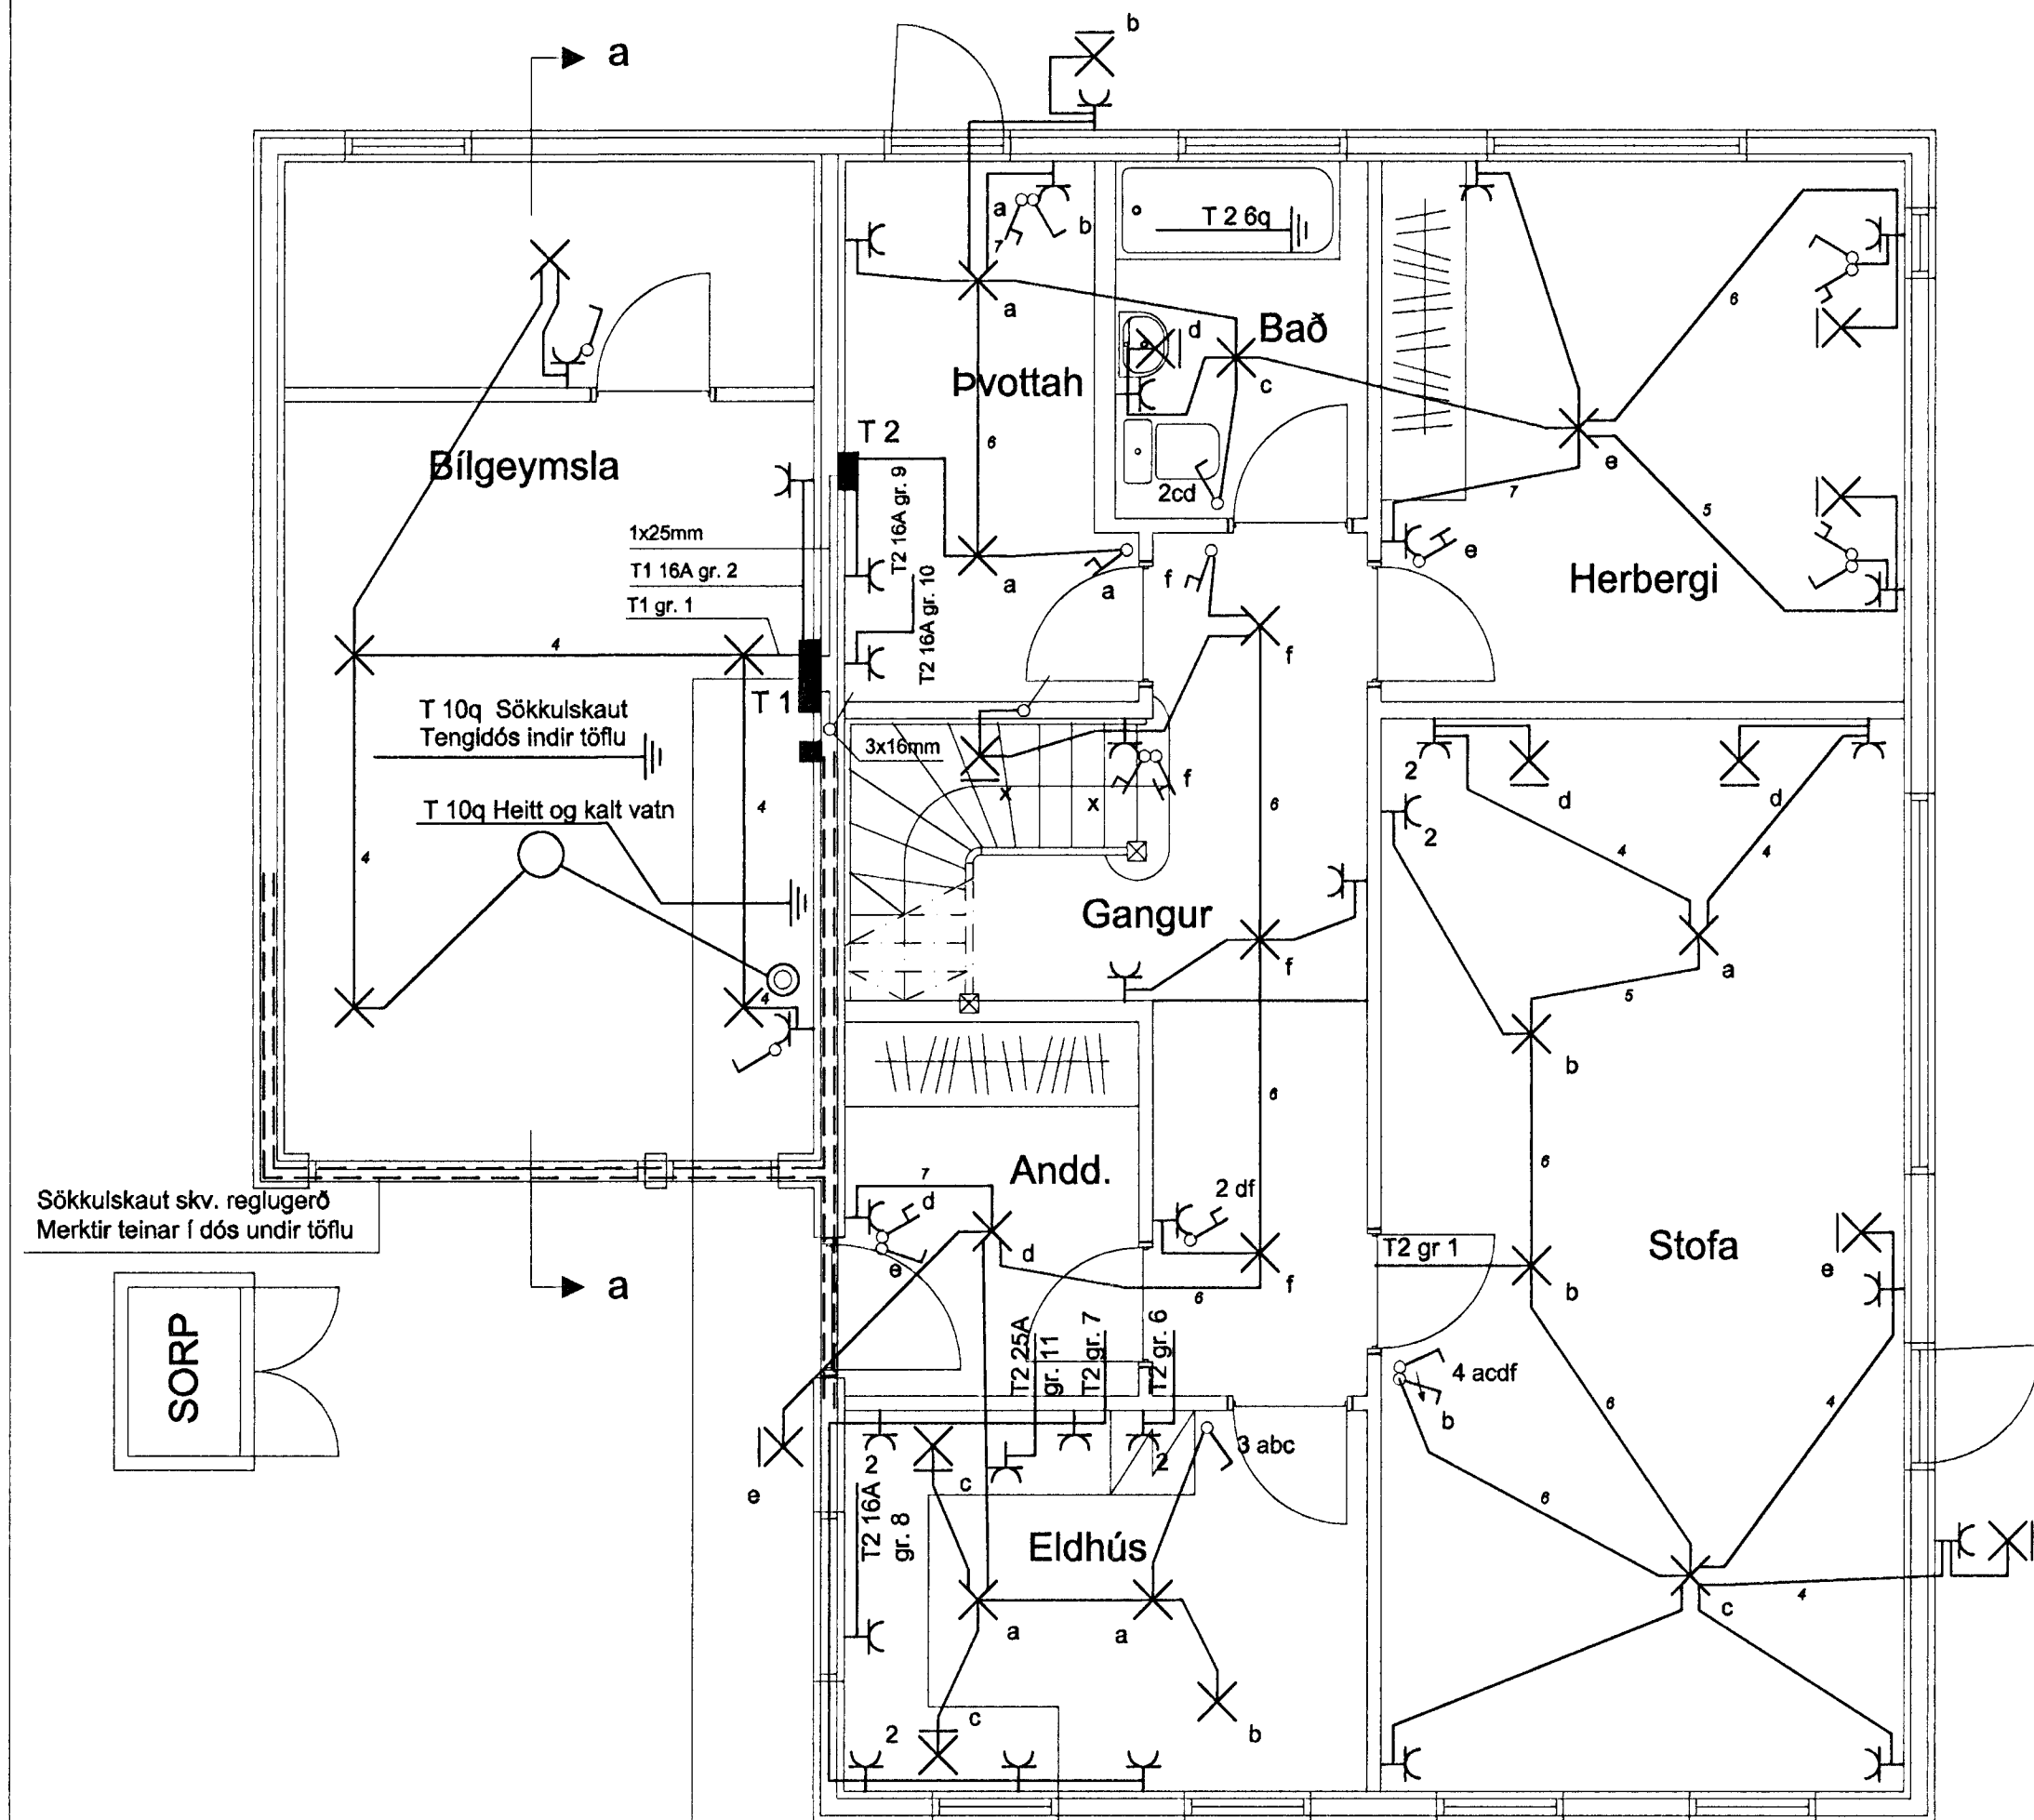 a
b
a
b
T 2 6q
7
a
d
Bað
c
Þvottah
6
e
T 2
Bílgeymsla
6
2cd
7
5
T2 16A gr. 9
1x25mm
T1 16A gr. 2
T1 gr. 1
a
a
f
e
Herbergi
T2 16A gr. 10
4
f
T 1
T 10q Sökkulskaut
Tengidós indir töflu
3x16mm
f
x
x
2
d
d
T 10q Heitt og kalt vatn
4
6
2
4
4
4
Gangur
f
a
4
5
b
6
6
Andd.
7
d
2 df
Sökkulskaut skv. reglugerð
Merktir teinar í dós undir töflu
e
d
f
6
T2 gr 1
b
Stofa
e
a
SORP
T2 25A
gr. 11
T2 gr. 7
T2 gr. 6
4 acdf
b
6
4
e
2
c
2
3 abc
6
T2 16A
gr. 8
Eldhús
a
a
4
c
2
c
b